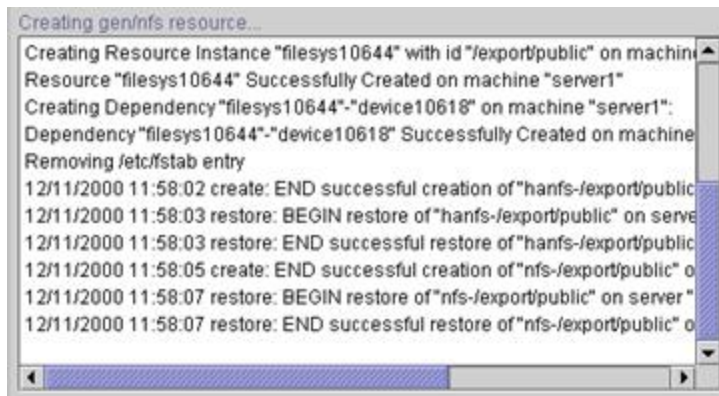 Creating gen/nfs resource...
Creating Resource Instance "filesys10644" with id "/export/public" on machin
Resource "filesys10644" Successfully Created on machine "server1"
Creating Dependency "filesys10644"-"device10618" on machine "server1":
Dependency "filesys10644"-"device10618" Successfully Created on machine
Removing /etc/fstab entry
12/11/2000 11:58:02 create: END successful creation of "hanfs-/export/public
12/11/2000 11:58:03 restore: BEGIN restore of "hanfs-/export/public" on serve
12/11/2000 11:58:03 restore: END successful restore of "hanfs-/export/public
12/11/2000 11:58:05 create: END successful creation of "nfs-/export/public" o
12/11/2000 11:58:07 restore: BEGIN restore of "nfs-/export/public" on server "
12/11/2000 11:58:07 restore: END successful restore of "nfs-/export/public" o